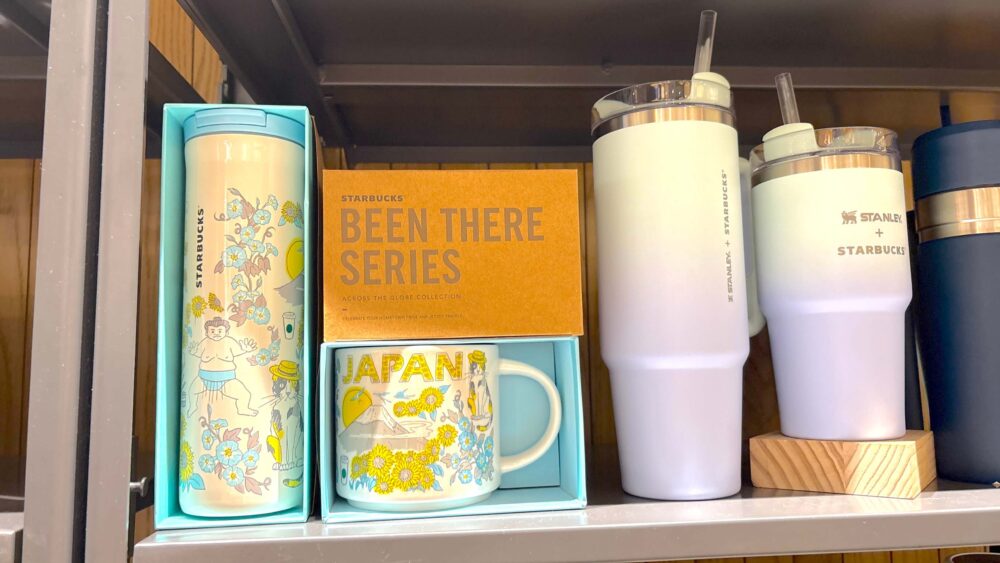 STARBUCKS
STARBUCKS
BEEN THERE
SERIES
ACROSS THE GLOBE COLLECTION
JAPAN
STANLEY + STARBUCKS
STANLEY
+
STARBUCKS